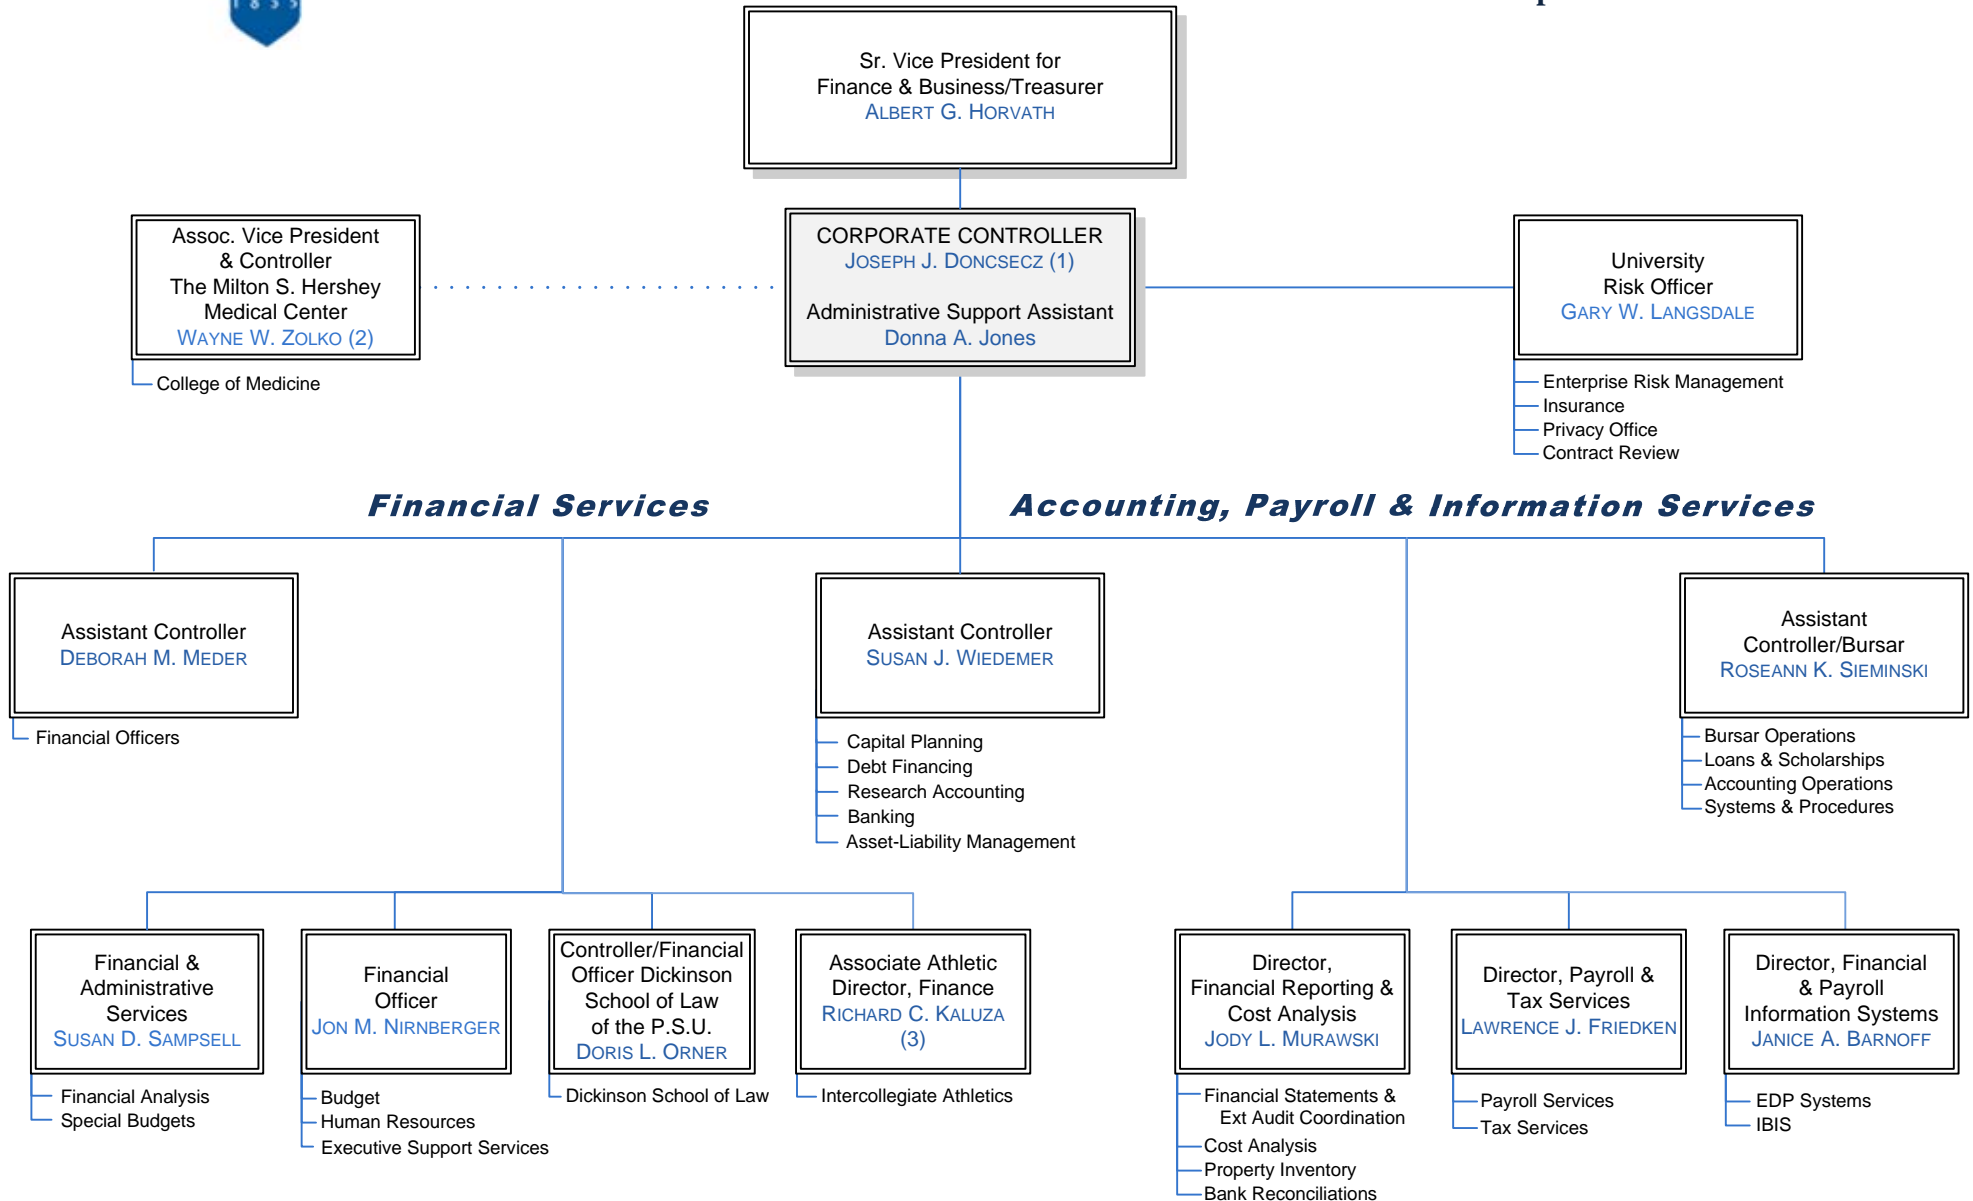 1 8 5 5
Sr. Vice President for
Finance & Business/Treasurer
ALBERT G. HORVATH
Assoc. Vice President
& Controller
The Milton S. Hershey
Medical Center
WAYNE W. ZOLKO (2)
College of Medicine
CORPORATE CONTROLLER
JOSEPH J. DONCSECZ (1)
Administrative Support Assistant
Donna A. Jones
University
Risk Officer
GARY W. LANGSDALE
Enterprise Risk Management
Insurance
Privacy Office
Contract Review
Financial Services
Accounting, Payroll & Information Services
Assistant Controller
DEBORAH M. MEDER
Financial Officers
Assistant Controller
SUSAN J. WIEDEMER
Capital Planning
Debt Financing
Research Accounting
Banking
Asset-Liability Management
Assistant
Controller/Bursar
ROSEANN K. SIEMINSKI
Bursar Operations
Loans & Scholarships
Accounting Operations
Systems & Procedures
Financial &
Administrative
Services
SUSAN D. SAMPSELL
Financial Analysis
Special Budgets
Financial
Officer
JON M. NIRNBERGER
Budget
Human Resources
Executive Support Services
Controller/Financial
Officer Dickinson
School of Law
of the P.S.U.
DORIS L. ORNER
Dickinson School of Law
Associate Athletic
Director, Finance
RICHARD C. KALUZA
(3)
Intercollegiate Athletics
Director,
Financial Reporting &
Cost Analysis
JODY L. MURAWSKI
Financial Statements &
Ext Audit Coordination
Cost Analysis
Property Inventory
Bank Reconciliations
Director, Payroll &
Tax Services
LAWRENCE J. FRIEDKEN
Payroll Services
Tax Services
Director, Financial
& Payroll
Information Systems
JANICE A. BARNOFF
EDP Systems
IBIS